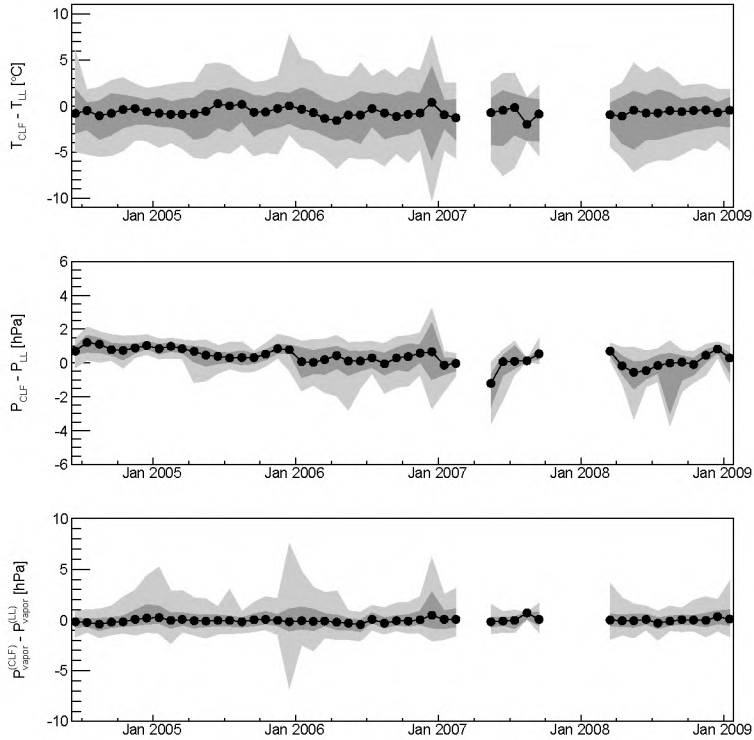 10
5
0
-5
-10
T_CLF - T_LL [°C]
Jan 2005 Jan 2006 Jan 2007 Jan 2008 Jan 2009
6
4
2
0
-2
-4
-6
P_CLF - P_LL [hPa]
Jan 2005 Jan 2006 Jan 2007 Jan 2008 Jan 2009
10
5
0
-5
-10
P_vapor^(CLF) - P_vapor^(LL) [hPa]
Jan 2005 Jan 2006 Jan 2007 Jan 2008 Jan 2009